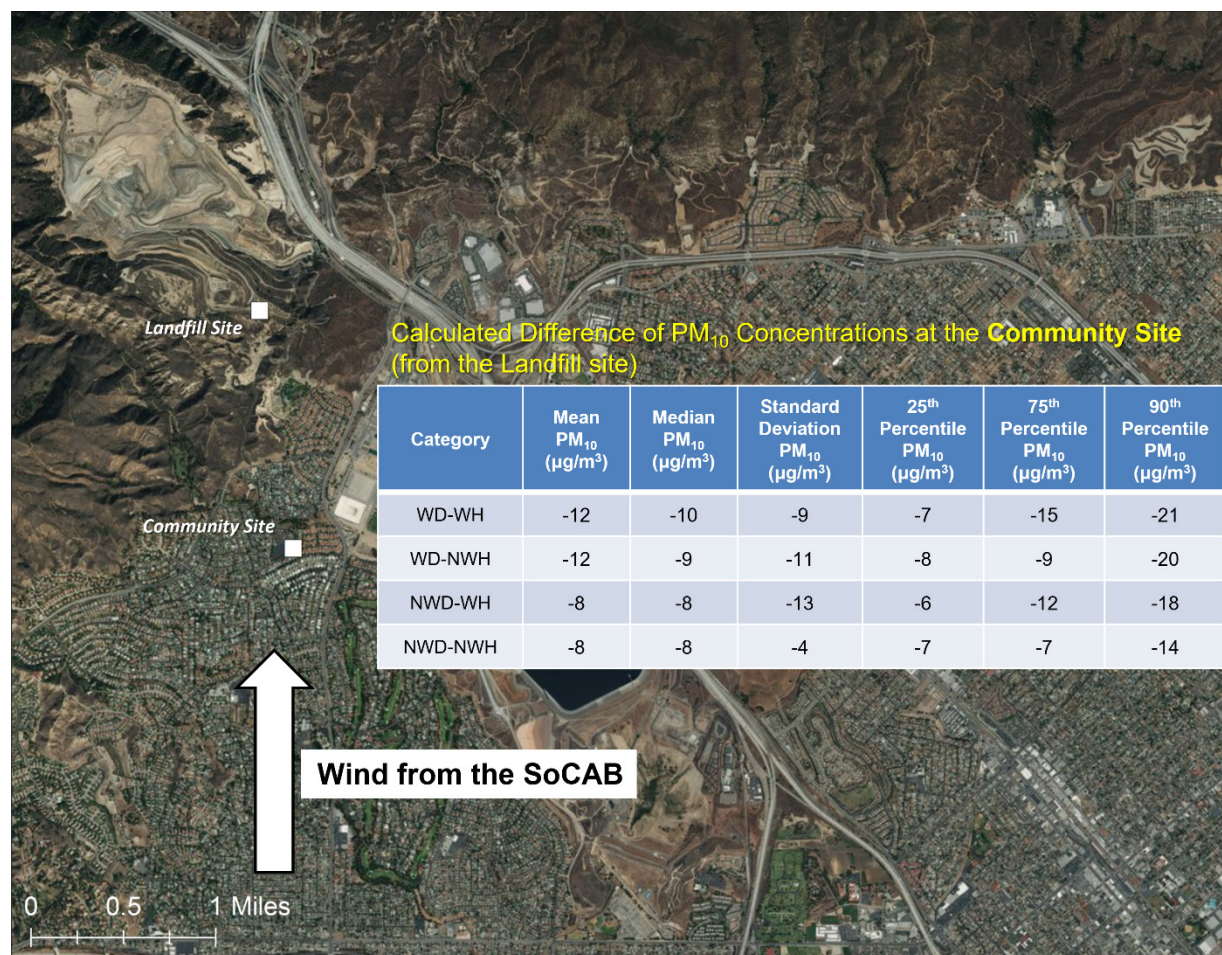 Landfill Site
Calculated Difference of PM₁₀ Concentrations at the Community Site
(from the Landfill site)
Category
Mean
PM₁₀
(µg/m³)
Median
PM₁₀
(µg/m³)
Standard
Deviation
PM₁₀
(µg/m³)
25th
Percentile
PM₁₀
(µg/m³)
75th
Percentile
PM₁₀
(µg/m³)
90th
Percentile
PM₁₀
(µg/m³)
WD-WH -12 -10 -9 -7 -15 -21
WD-NWH -12 -9 -11 -8 -9 -20
NWD-WH -8 -8 -13 -6 -12 -18
NWD-NWH -8 -8 -4 -7 -7 -14
Community Site
Wind from the SoCAB
0 0.5 1 Miles